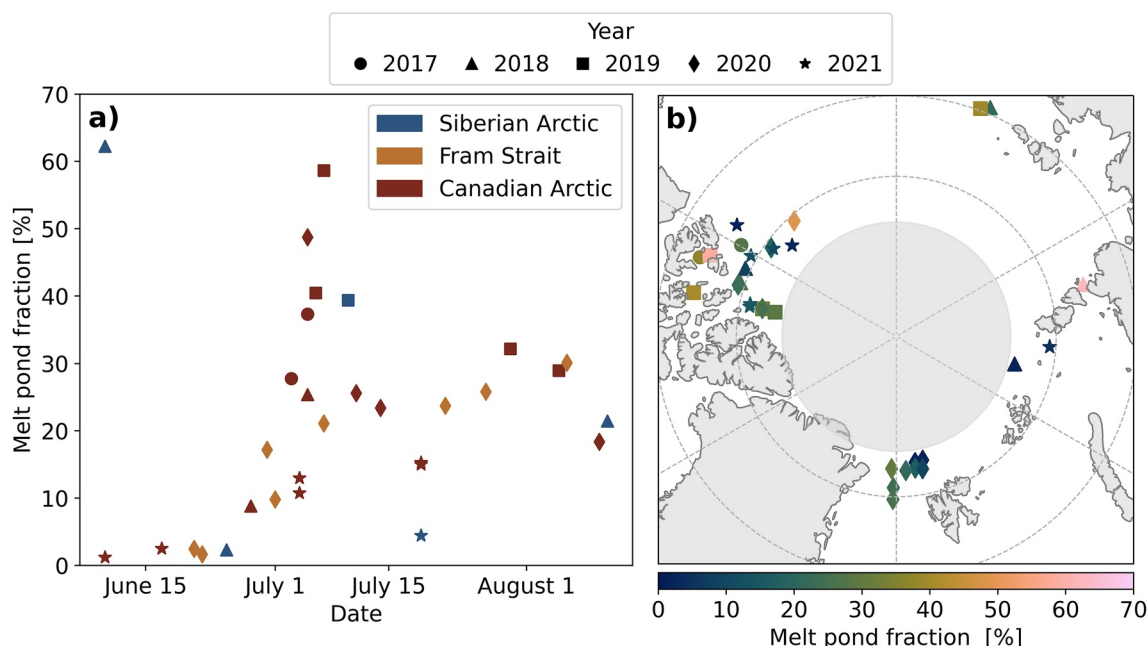 Year
2017 2018 2019 2020 2021
a)
Siberian Arctic
Fram Strait
Canadian Arctic
Melt pond fraction [%]
70
60
50
40
30
20
10
0
June 15 July 1 July 15 August 1
Date
b)
0 10 20 30 40 50 60 70
Melt pond fraction [%]